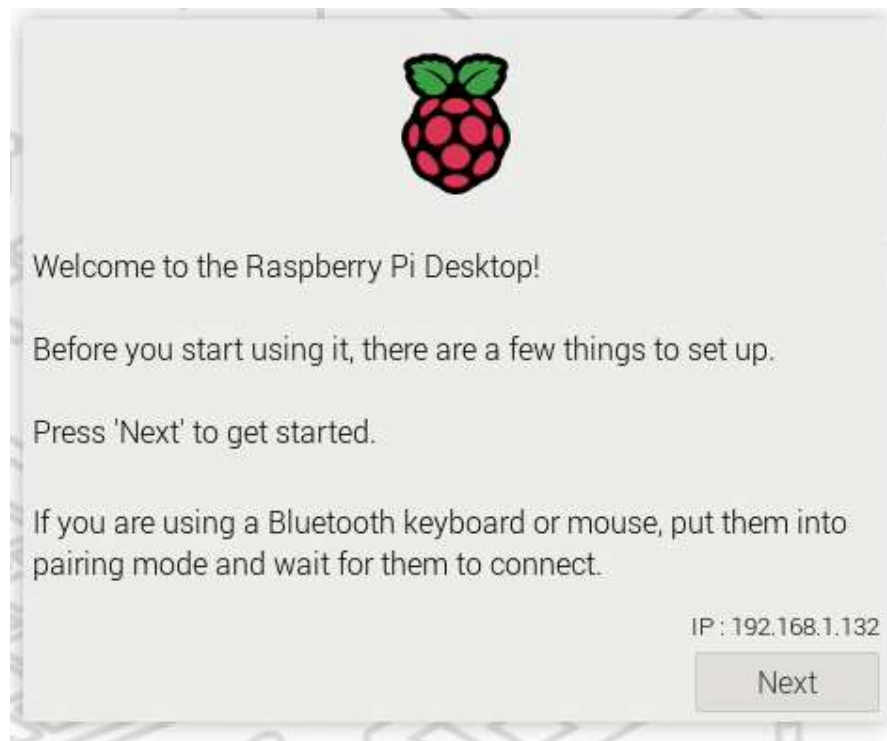 Welcome to the Raspberry Pi Desktop!
Before you start using it, there are a few things to set up.
Press 'Next' to get started.
If you are using a Bluetooth keyboard or mouse, put them into
pairing mode and wait for them to connect.
IP : 192.168.1.132
Next